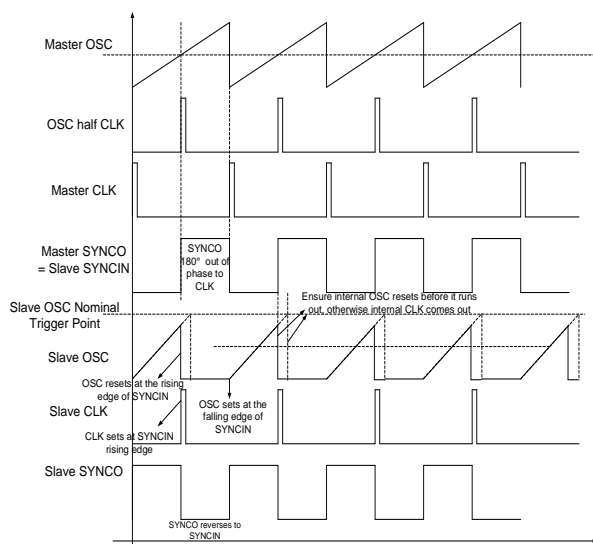 Master OSC
OSC half CLK
Master CLK
Master SYNCO
= Slave SYNCIN
SYNCO
180° out of
phase to
CLK
Slave OSC Nominal
Trigger Point
Ensure internal OSC resets before it runs
out, otherwise internal CLK comes out
Slave OSC
OSC resets at the rising
edge of SYNCIN
OSC sets at the
falling edge of
SYNCIN
Slave CLK
CLK sets at SYNCIN
rising edge
Slave SYNCO
SYNCO reverses to
SYNCIN